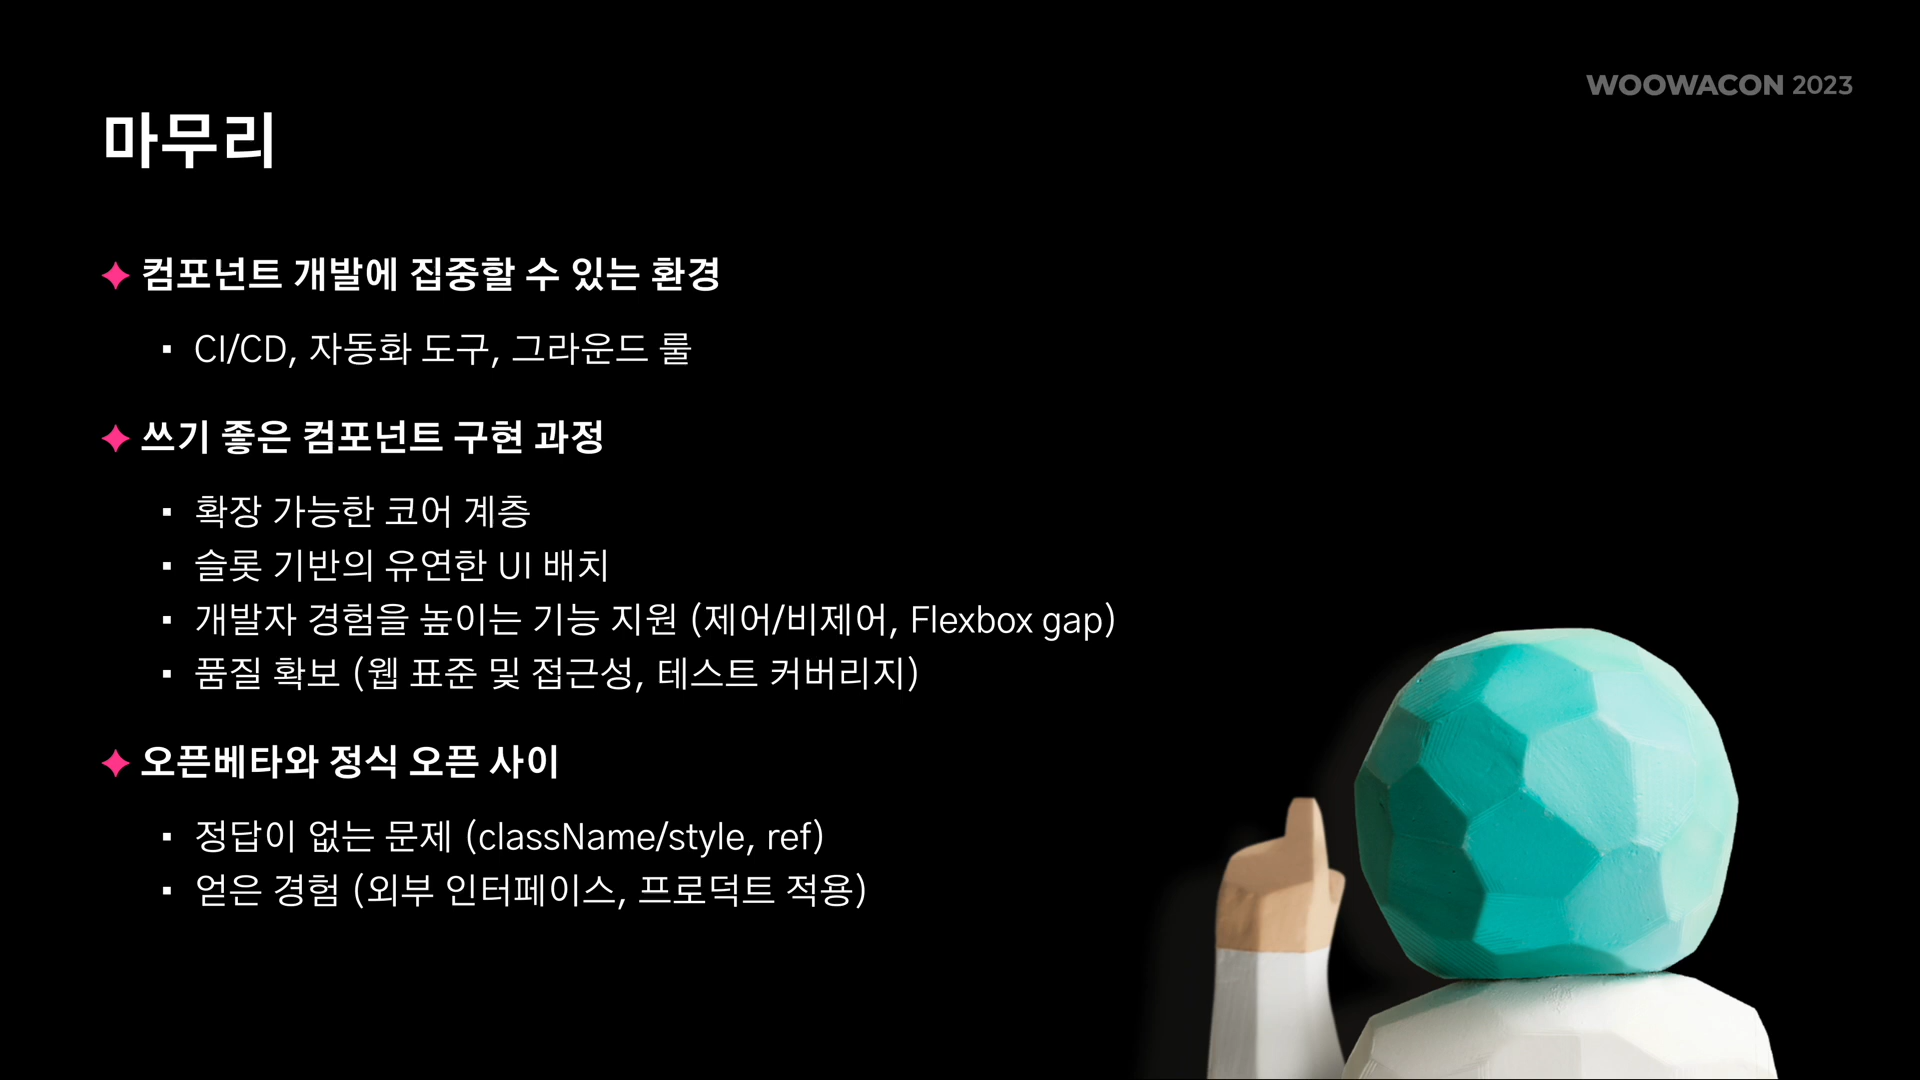 WOOWACON 2023
마무리
컴포넌트 개발에 집중할 수 있는 환경
▪ CI/CD, 자동화 도구, 그라운드 룰
쓰기 좋은 컴포넌트 구현 과정
▪ 확장 가능한 코어 계층
▪ 슬롯 기반의 유연한 UI 배치
▪ 개발자 경험을 높이는 기능 지원 (제어/비제어, Flexbox gap)
▪ 품질 확보 (웹 표준 및 접근성, 테스트 커버리지)
오픈베타와 정식 오픈 사이
▪ 정답이 없는 문제 (className/style, ref)
▪ 얻은 경험 (외부 인터페이스, 프로덕트 적용)